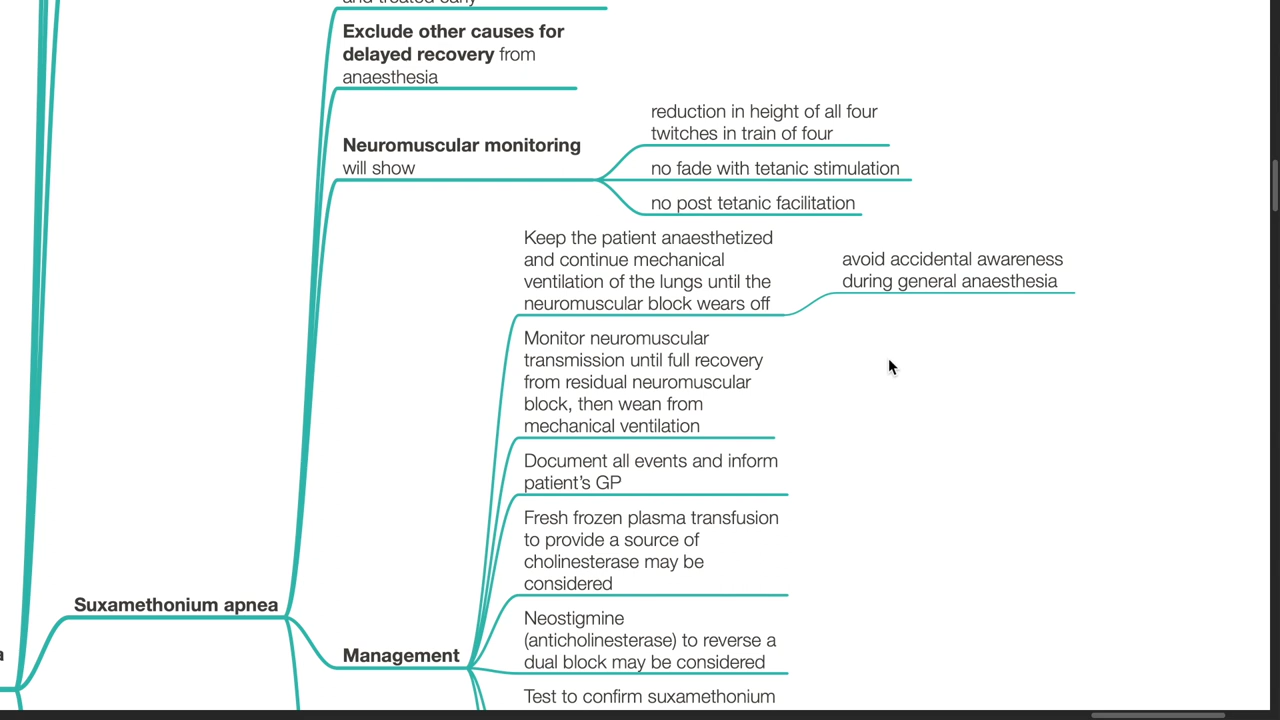 and treated early
Exclude other causes for
delayed recovery from
anaesthesia
Neuromuscular monitoring
will show
reduction in height of all four
twitches in train of four
no fade with tetanic stimulation
no post tetanic facilitation
Keep the patient anaesthetized
and continue mechanical
ventilation of the lungs until the
neuromuscular block wears off
avoid accidental awareness
during general anaesthesia
Monitor neuromuscular
transmission until full recovery
from residual neuromuscular
block, then wean from
mechanical ventilation
Document all events and inform
patient’s GP
Fresh frozen plasma transfusion
to provide a source of
cholinesterase may be
considered
Suxamethonium apnea
Neostigmine
(anticholinesterase) to reverse a
dual block may be considered
Management
Test to confirm suxamethonium